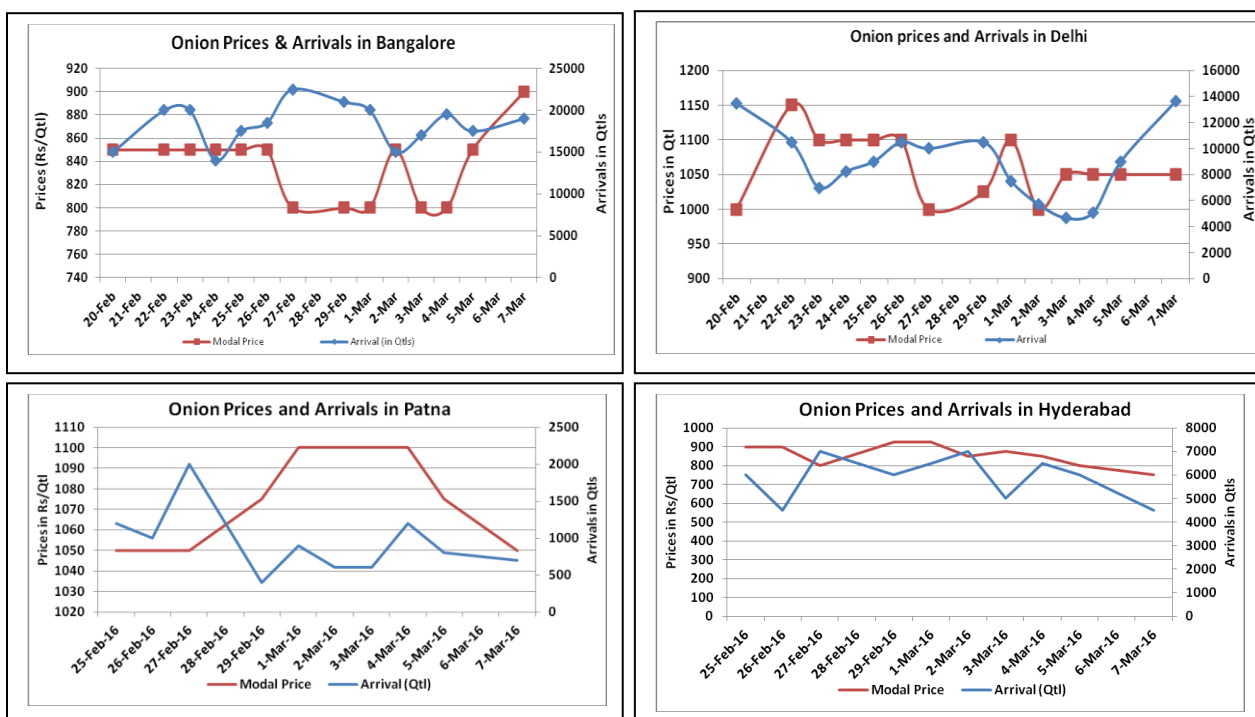 Onion Prices & Arrivals in Bangalore
Prices (Rs/Qtl)
920
900
880
860
840
820
800
780
760
740
25000
20000
15000
10000
5000
0
Arrivals in Qtls
20-Feb
21-Feb
22-Feb
23-Feb
24-Feb
25-Feb
26-Feb
27-Feb
28-Feb
29-Feb
1-Mar
2-Mar
3-Mar
4-Mar
5-Mar
6-Mar
7-Mar
Modal Price
Arrival (in Qtls)
Onion prices and Arrivals in Delhi
Prices in Qtl
1200
1150
1100
1050
1000
950
900
16000
14000
12000
10000
8000
6000
4000
2000
0
Arrivals in Qtls
20-Feb
21-Feb
22-Feb
23-Feb
24-Feb
25-Feb
26-Feb
27-Feb
28-Feb
29-Feb
1-Mar
2-Mar
3-Mar
4-Mar
5-Mar
6-Mar
7-Mar
Modal Price
Arrival
Onion Prices and Arrivals in Patna
Prices in Rs/Qtl
1110
1100
1090
1080
1070
1060
1050
1040
1030
1020
2500
2000
1500
1000
500
0
Arrivals in Qtls
25-Feb-16
26-Feb-16
27-Feb-16
28-Feb-16
29-Feb-16
1-Mar-16
2-Mar-16
3-Mar-16
4-Mar-16
5-Mar-16
6-Mar-16
7-Mar-16
Modal Price
Arrival (Qtl)
Onion Prices and Arrivals in Hyderabad
Prices in Rs/Qtl
1000
900
800
700
600
500
400
300
200
100
0
8000
7000
6000
5000
4000
3000
2000
1000
0
Arrivals in Qtls
25-Feb-16
26-Feb-16
27-Feb-16
28-Feb-16
29-Feb-16
1-Mar-16
2-Mar-16
3-Mar-16
4-Mar-16
5-Mar-16
6-Mar-16
7-Mar-16
Modal Price
Arrival (Qtl)